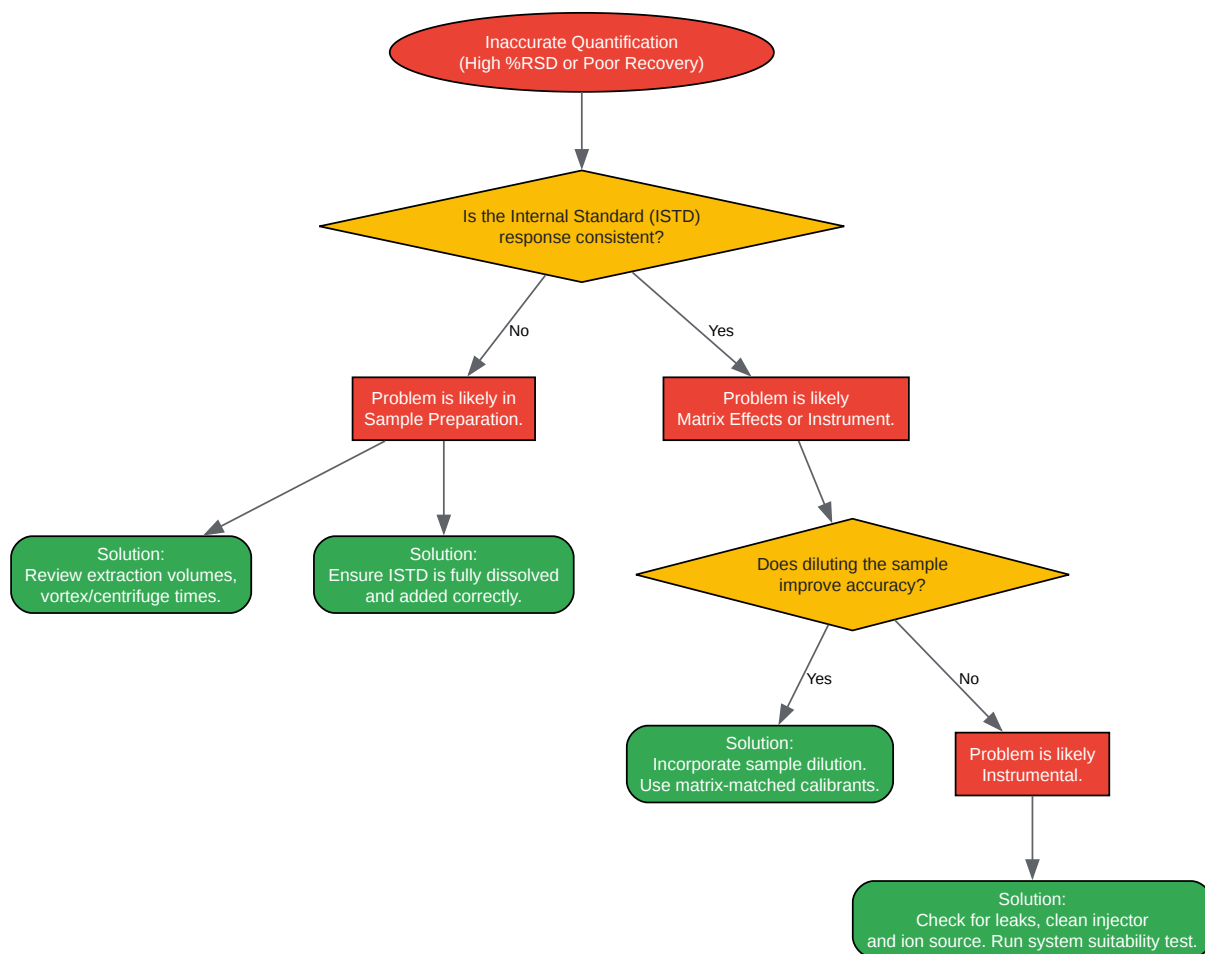 Inaccurate Quantification
(High %RSD or Poor Recovery)
Is the Internal Standard (ISTD)
response consistent?
No
Yes
Problem is likely in
Sample Preparation.
Problem is likely
Matrix Effects or Instrument.
Solution:
Review extraction volumes,
vortex/centrifuge times.
Solution:
Ensure ISTD is fully dissolved
and added correctly.
Does diluting the sample
improve accuracy?
Yes
No
Solution:
Incorporate sample dilution.
Use matrix-matched calibrants.
Problem is likely
Instrumental.
Solution:
Check for leaks, clean injector
and ion source. Run system suitability test.